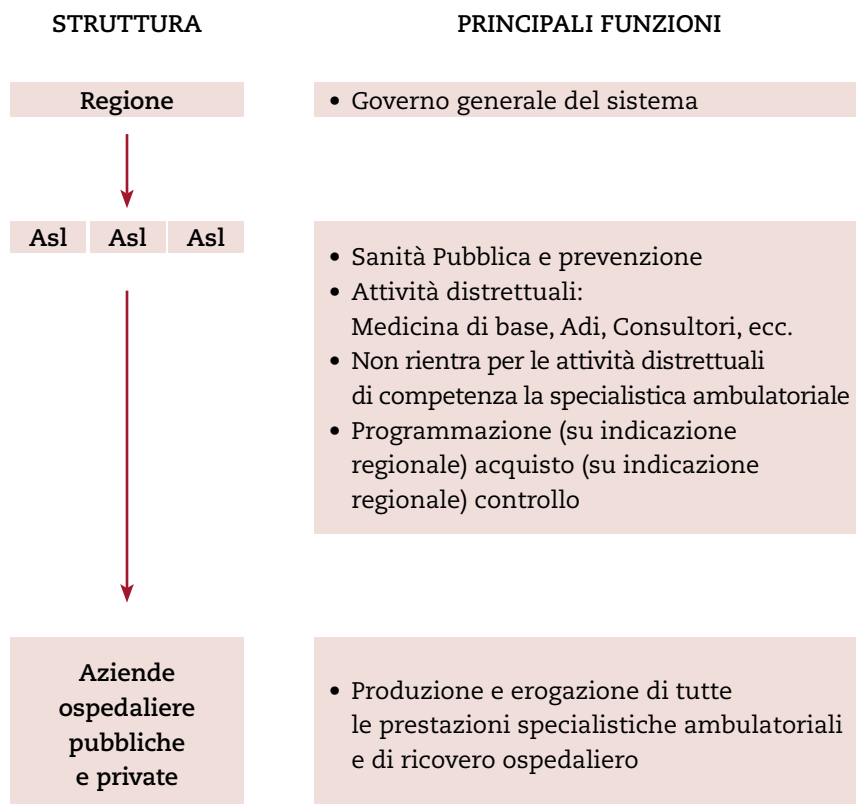 STRUTTURA
PRINCIPALI FUNZIONI
Regione
• Governo generale del sistema
Asl Asl Asl
• Sanità Pubblica e prevenzione
• Attività distrettuali:
Medicina di base, Adi, Consultori, ecc.
• Non rientra per le attività distrettuali
di competenza la specialistica ambulatoriale
• Programmazione (su indicazione
regionale) acquisto (su indicazione
regionale) controllo
Aziende
ospedaliere
pubbliche
e private
• Produzione e erogazione di tutte
le prestazioni specialistiche ambulatoriali
e di ricovero ospedaliero